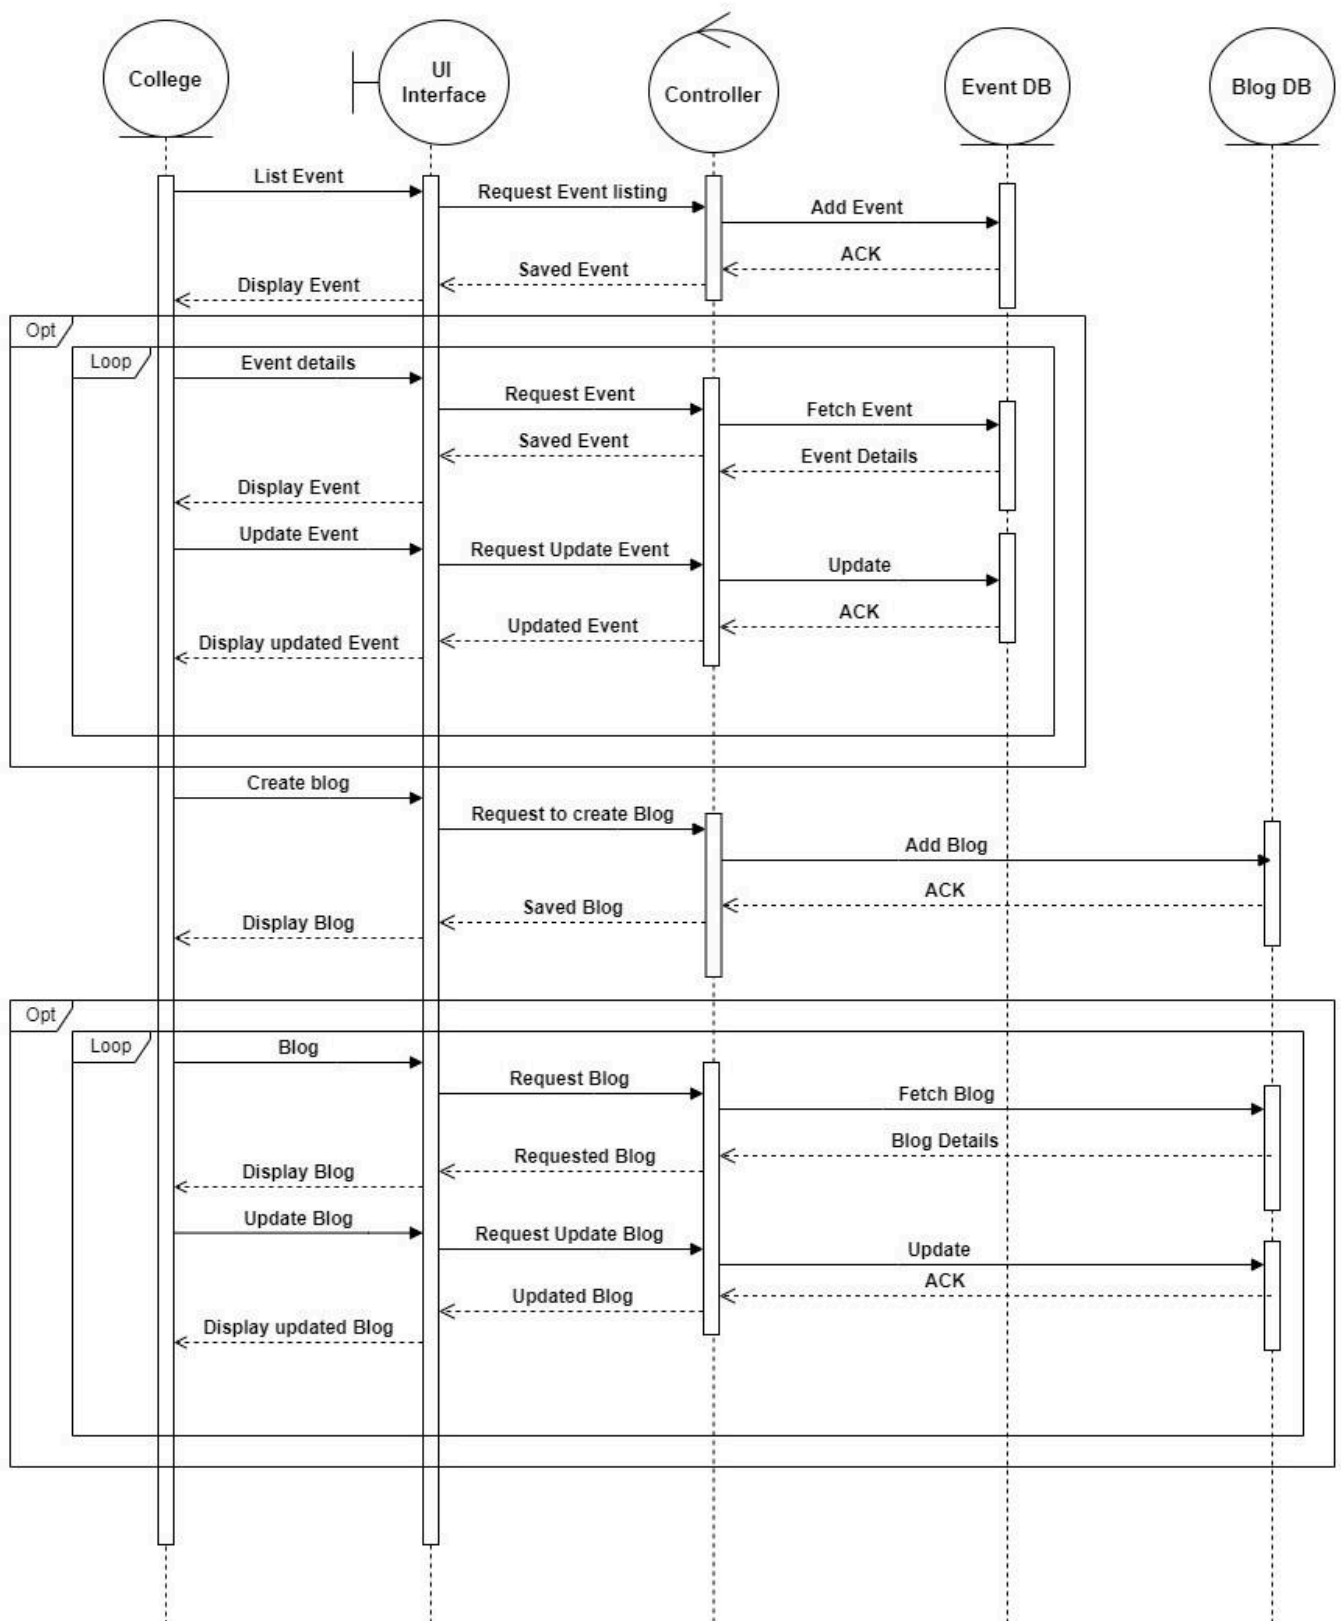 College
UI
Interface
Controller
Event DB
Blog DB
List Event
Request Event listing
Add Event
ACK
Saved Event
Display Event
Opt
Loop
Event details
Request Event
Fetch Event
Saved Event
Event Details
Display Event
Update Event
Request Update Event
Update
ACK
Updated Event
Display updated Event
Create blog
Request to create Blog
Add Blog
ACK
Saved Blog
Display Blog
Opt
Loop
Blog
Request Blog
Fetch Blog
Blog Details
Requested Blog
Display Blog
Update Blog
Request Update Blog
Update
ACK
Updated Blog
Display updated Blog